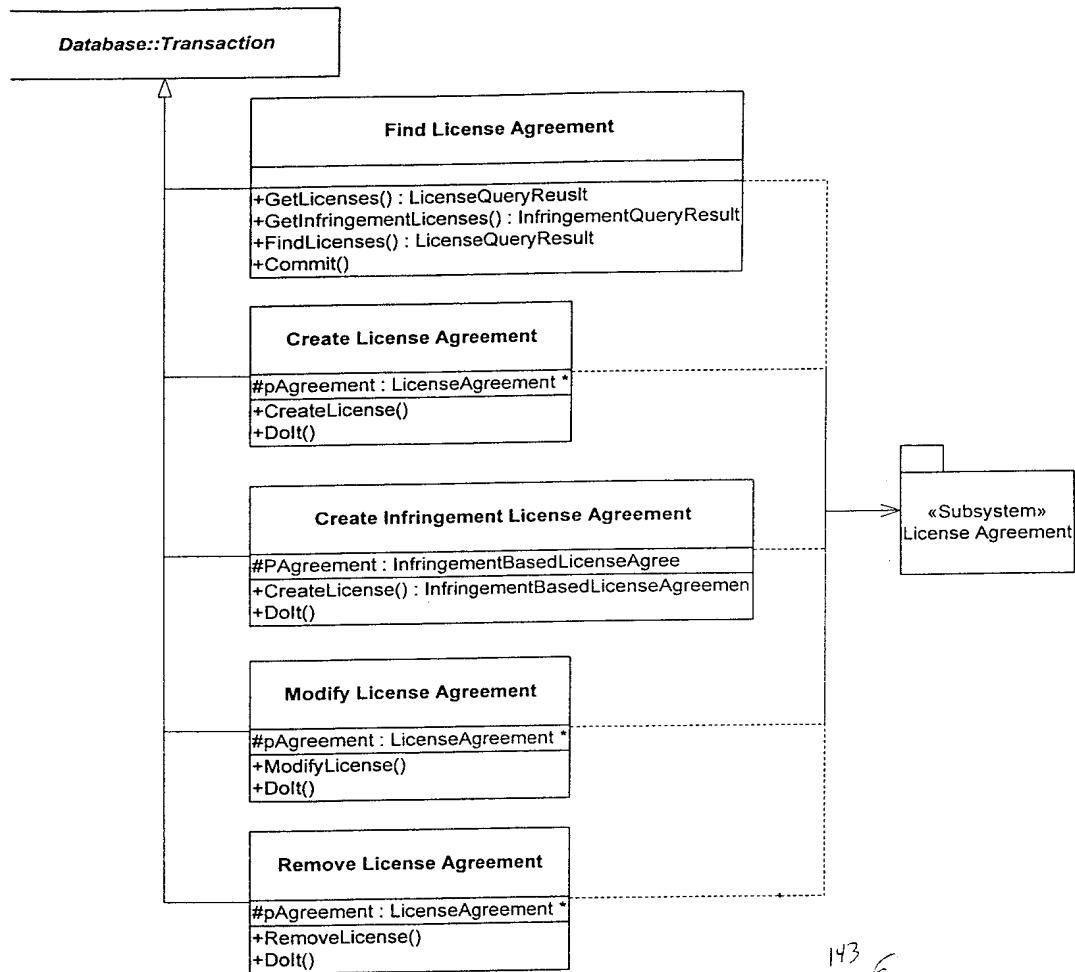 Database::Transaction
Find License Agreement
+GetLicenses() : LicenseQueryReuslt
+GetInfringementLicenses() : InfringementQueryResult
+FindLicenses() : LicenseQueryResult
+Commit()
Create License Agreement
#pAgreement : LicenseAgreement *
+CreateLicense()
+DoIt()
Create Infringement License Agreement
#PAgreement : InfringementBasedLicenseAgree
+CreateLicense() : InfringementBasedLicenseAgreemen
+DoIt()
«Subsystem»
License Agreement
Modify License Agreement
#pAgreement : LicenseAgreement *
+ModifyLicense()
+DoIt()
Remove License Agreement
#pAgreement : LicenseAgreement *
+RemoveLicense()
+DoIt()
143